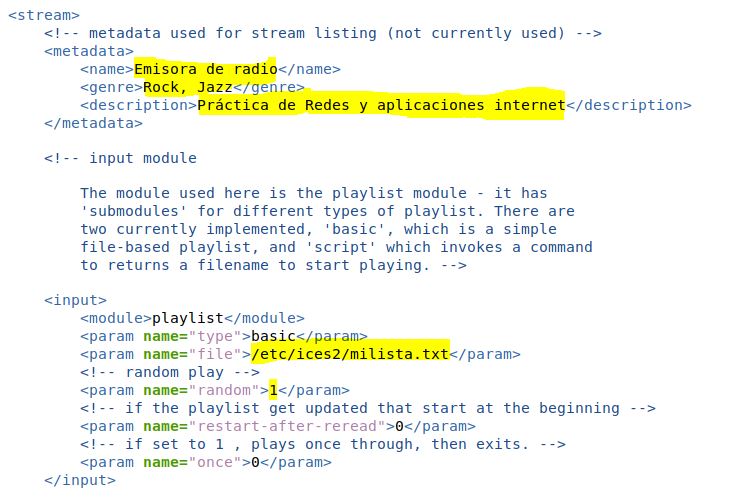 <stream>
    <!-- metadata used for stream listing (not currently used) -->
    <metadata>
        <name>Emisora de radio</name>
        <genre>Rock, Jazz</genre>
        <description>Práctica de Redes y aplicaciones internet</description>
    </metadata>

    <!-- input module

        The module used here is the playlist module - it has
        'submodules' for different types of playlist. There are
        two currently implemented, 'basic', which is a simple
        file-based playlist, and 'script' which invokes a command
        to returns a filename to start playing. -->

    <input>
        <module>playlist</module>
        <param name="type">basic</param>
        <param name="file">/etc/ices2/milista.txt</param>
        <!-- random play -->
        <param name="random">1</param>
        <!-- if the playlist get updated that start at the beginning -->
        <param name="restart-after-reread">0</param>
        <!-- if set to 1 , plays once through, then exits. -->
        <param name="once">0</param>
    </input>